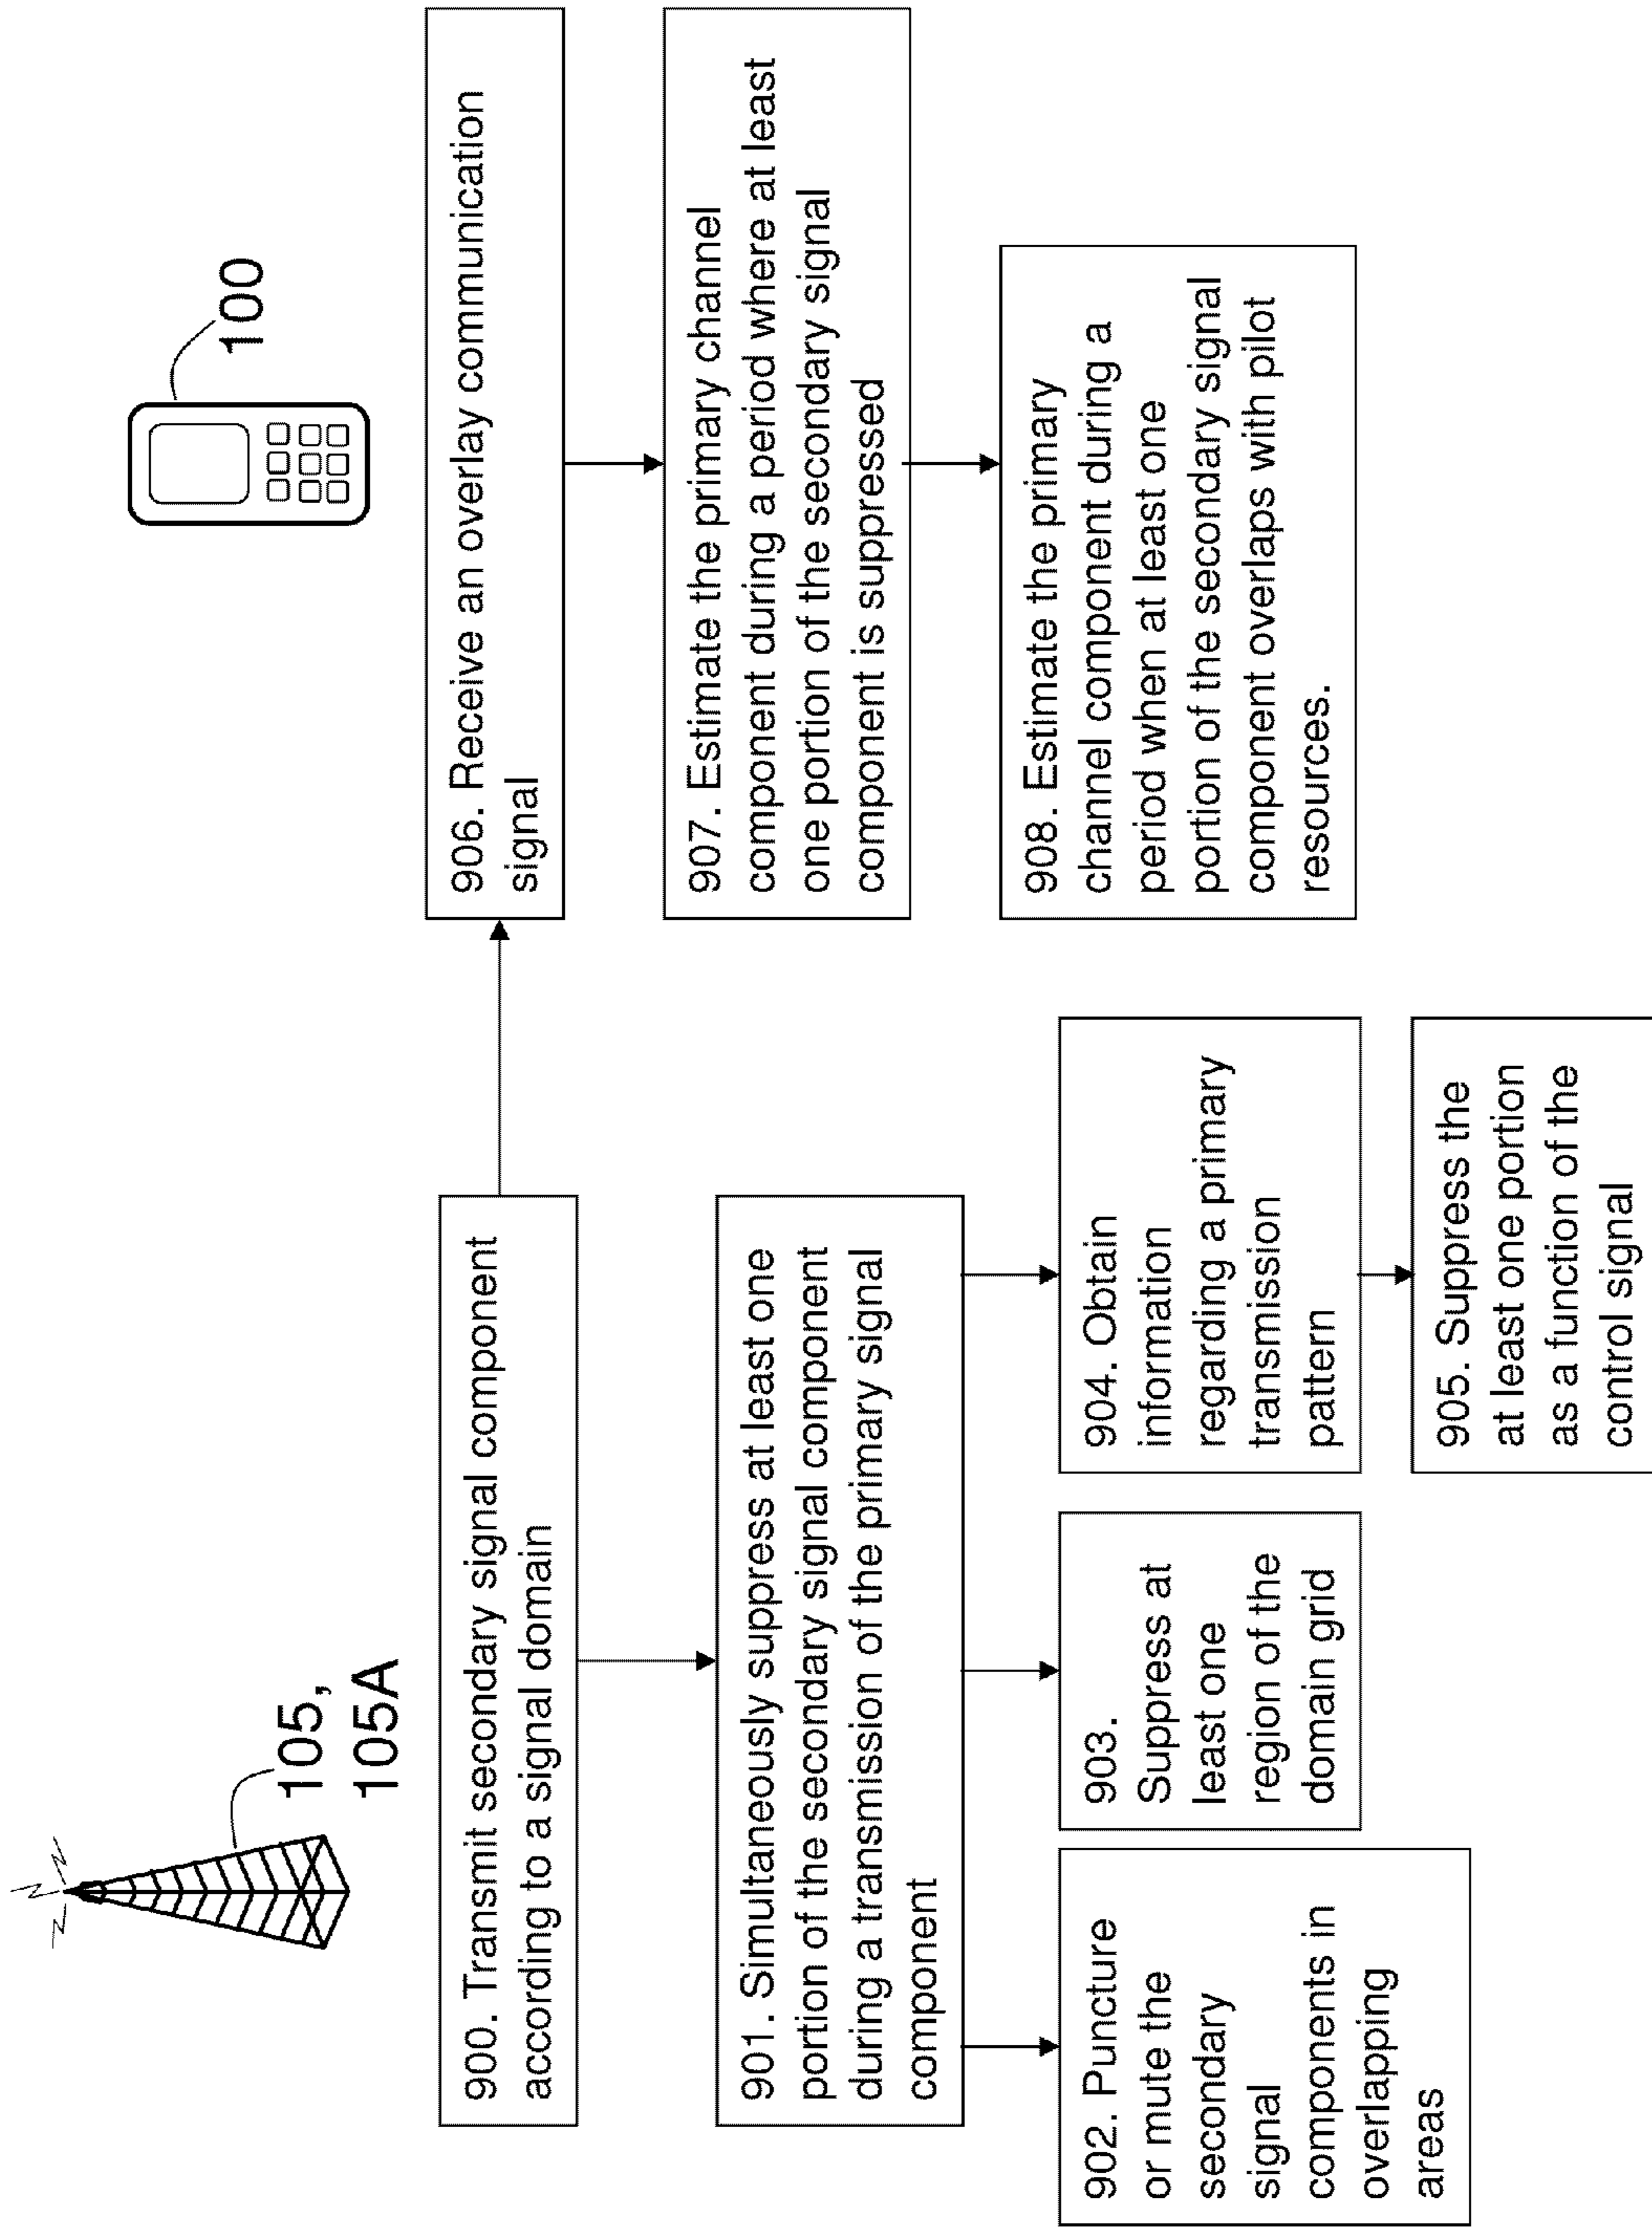 105,
105A
100
900. Transmit secondary signal component
according to a signal domain
901. Simultaneously suppress at least one
portion of the secondary signal component
during a transmission of the primary signal
component
902. Puncture
or mute the
secondary
signal
components in
overlapping
areas
903.
Suppress at
least one
region of the
domain grid
904. Obtain
information
regarding a primary
transmission
pattern
905. Suppress the
at least one portion
as a function of the
control signal
906. Receive an overlay communication
signal
907. Estimate the primary channel
component during a period where at least
one portion of the secondary signal
component is suppressed
908. Estimate the primary
channel component during a
period when at least one
portion of the secondary signal
component overlaps with pilot
resources.